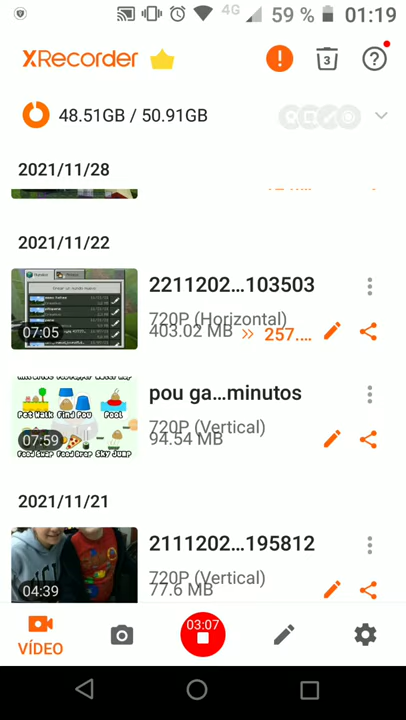 4G 59 % 01:19
XRecorder
3
48.51GB / 50.91GB
2021/11/28
2021/11/22
2211202...103503
720P (Horizontal)
403.02 MB >> 257....
07:05
pou ga...minutos
720P (Vertical)
94.54 MB
Pet Walk Find Pou Pool
07:59
Food Swap Food Drop Sky Jump
2021/11/21
2111202...195812
720P (Vertical)
77.6 MB
04:39
03:07
VÍDEO